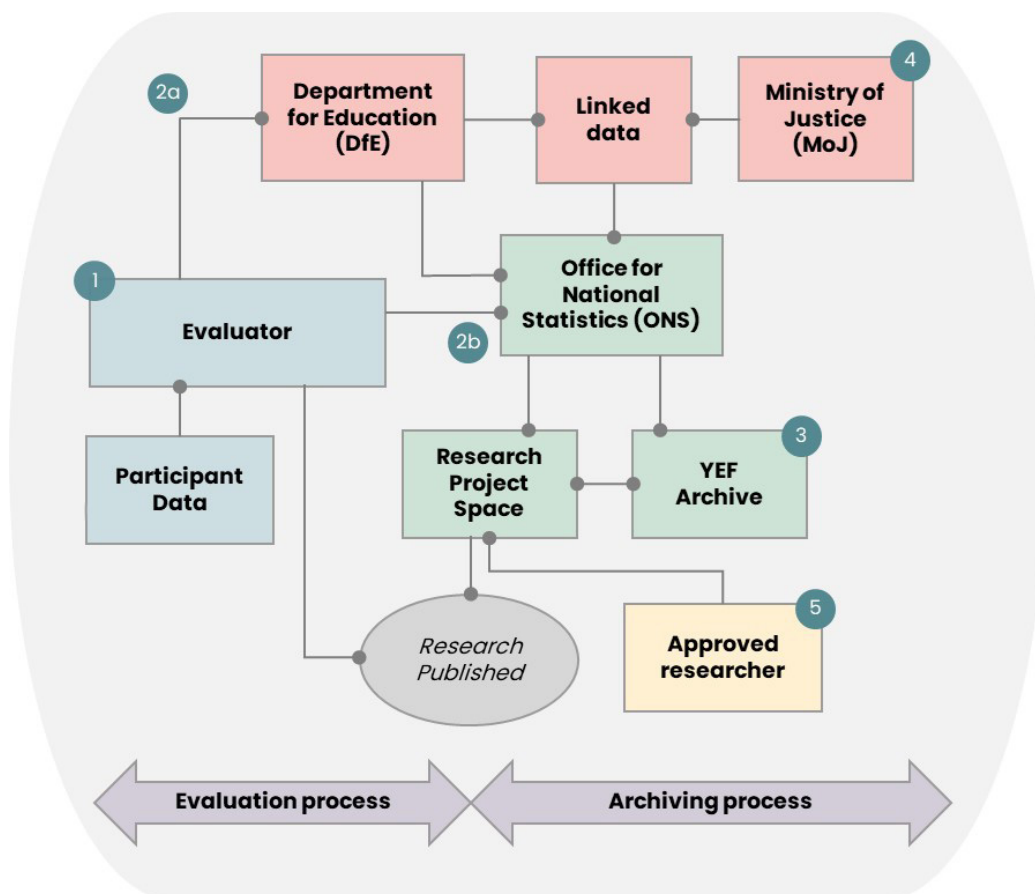 2a
Department
for Education
(DfE)
Linked
data
4
Ministry of
Justice
(MoJ)
1
Evaluator
2b
Office for
National
Statistics (ONS)
Participant
Data
Research
Project
Space
3
YEF
Archive
Research
Published
5
Approved
researcher
Evaluation process
Archiving process